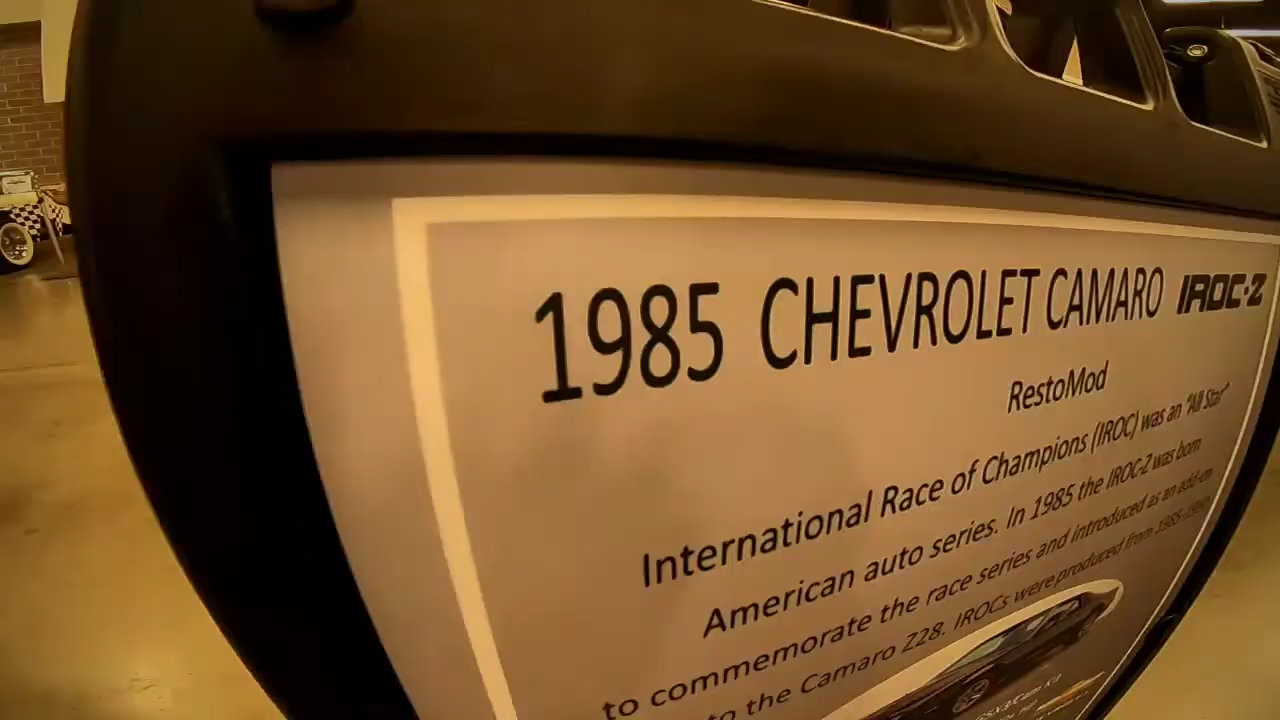 1985 CHEVROLET CAMARO IROC-Z
RestoMod
International Race of Champions (IROC) was an "All Star"
American auto series. In 1985 the IROC-Z was born
to commemorate the race series and introduced as an add-on
to the Camaro Z28. IROCs were produced from 1985